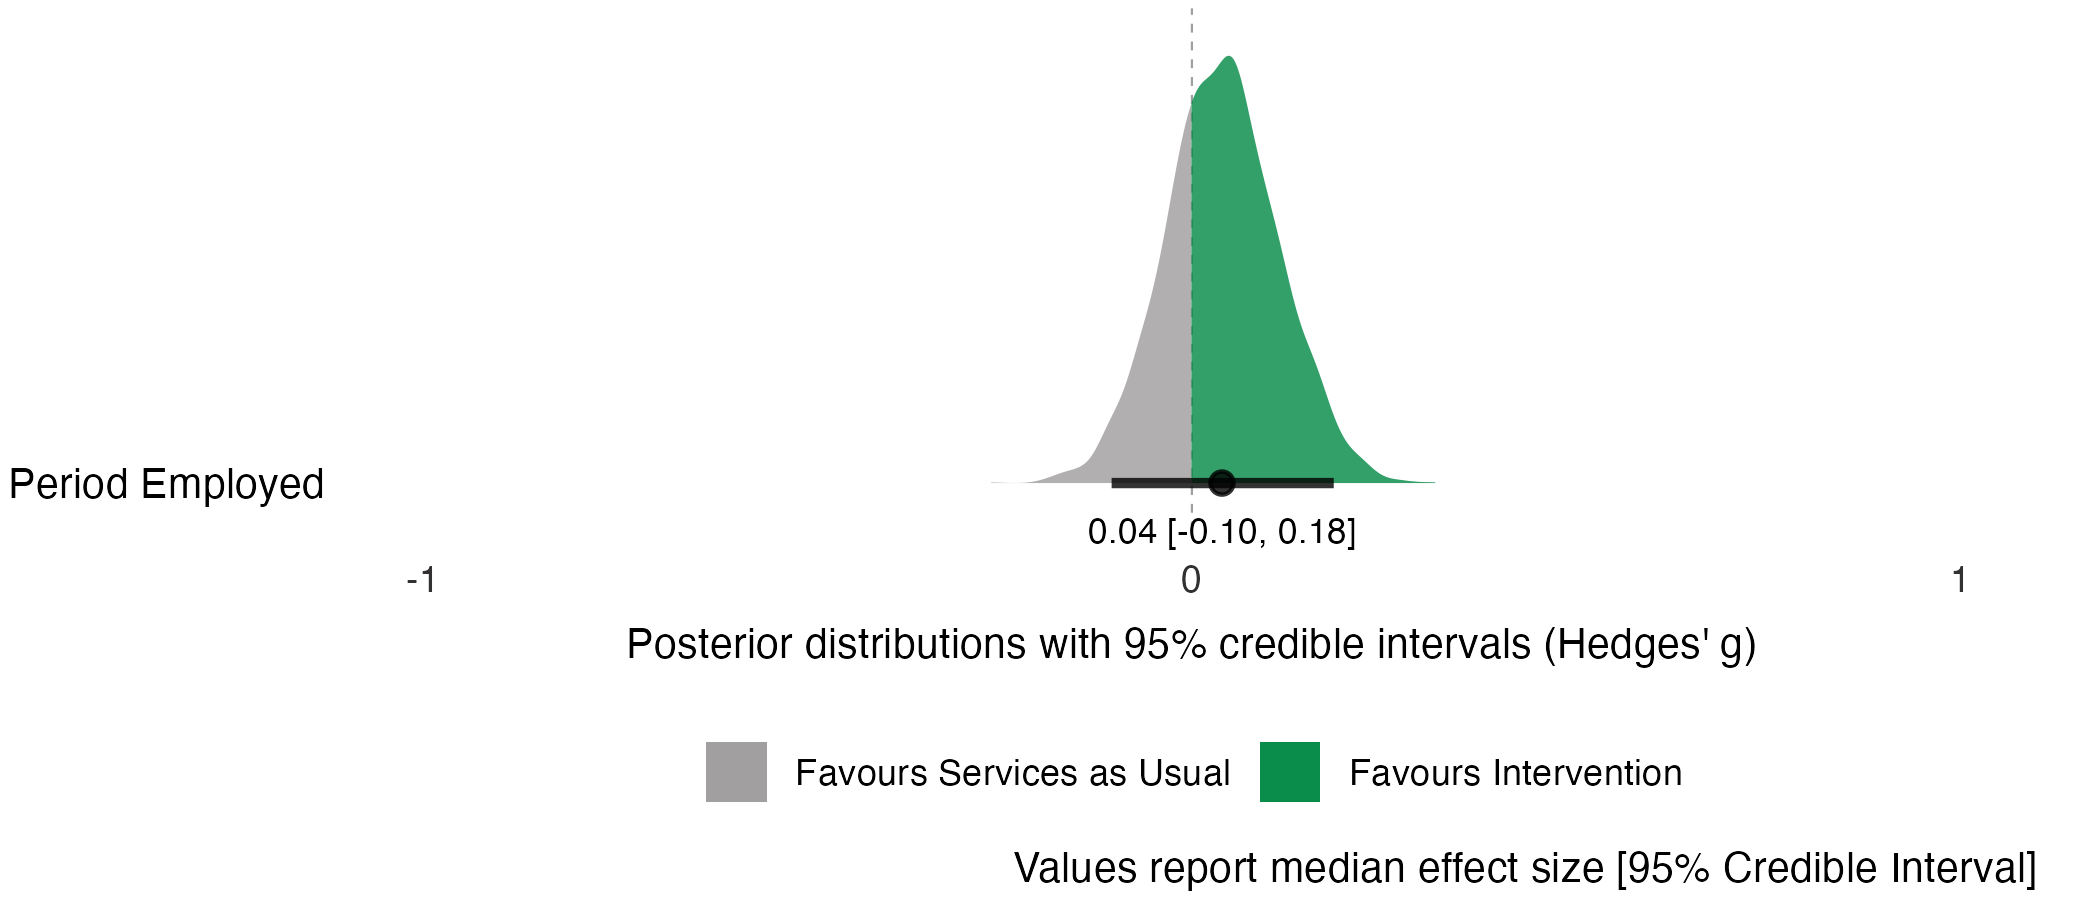 Period Employed
0.04 [-0.10, 0.18]
-1 0 1
Posterior distributions with 95% credible intervals (Hedges' g)
Favours Services as Usual Favours Intervention
Values report median effect size [95% Credible Interval]